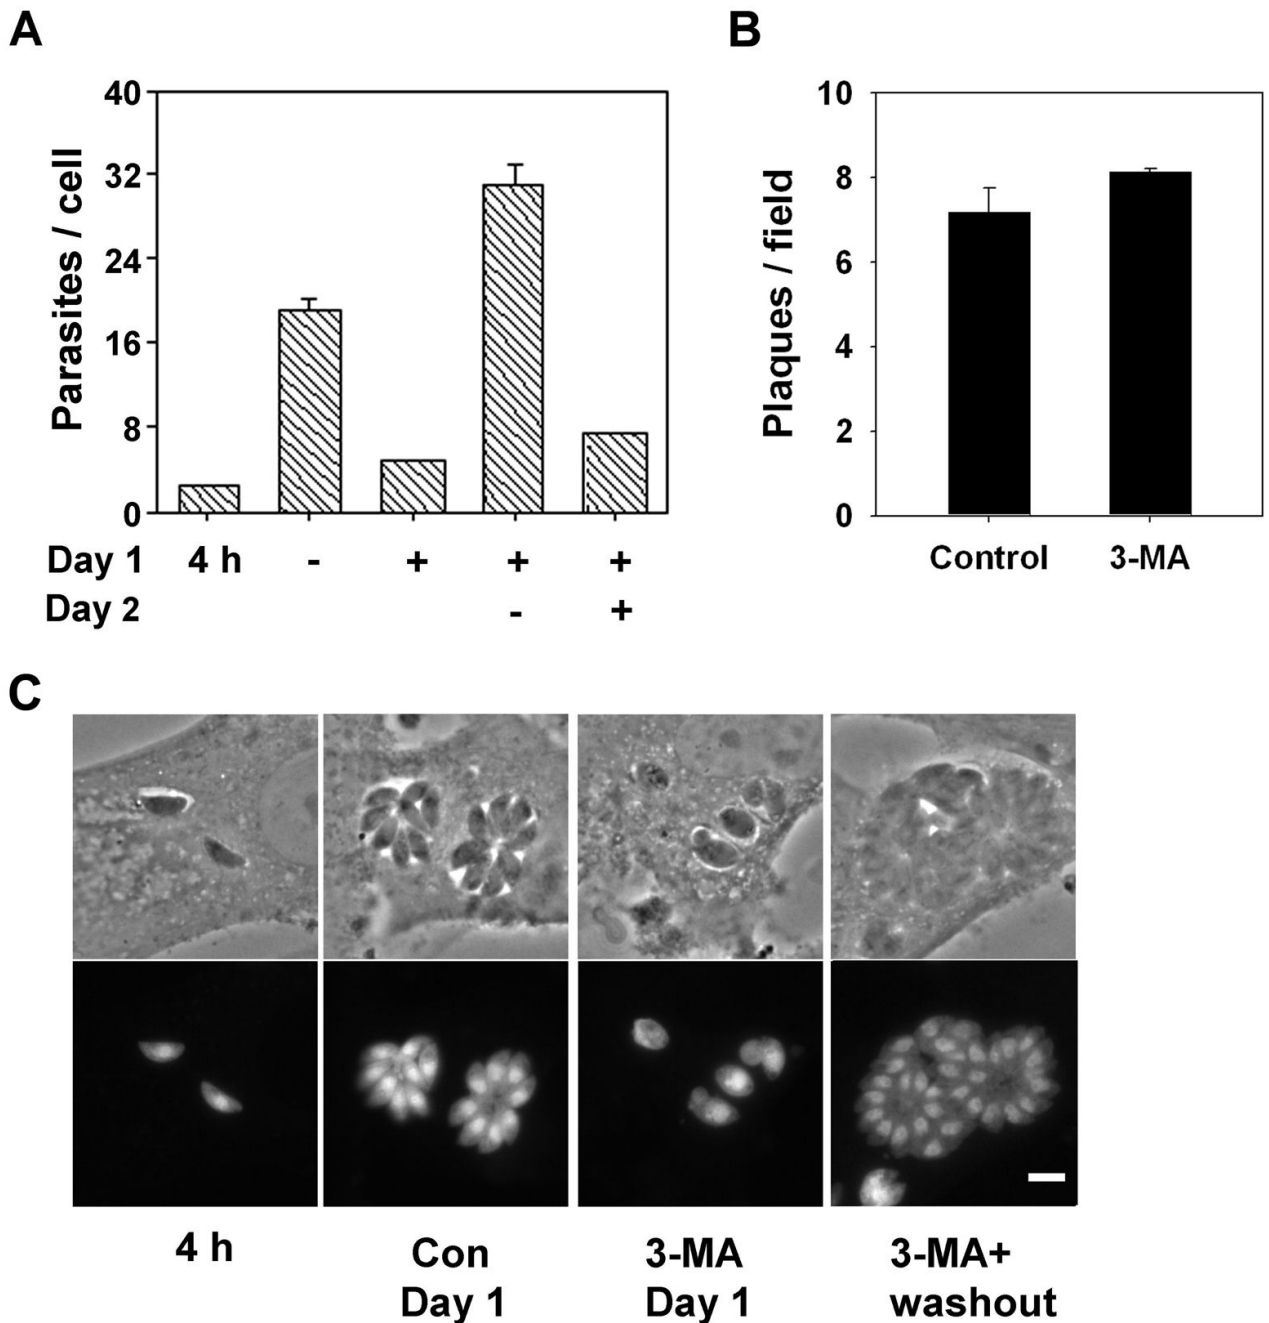 A
B
40
32
24
16
8
0
Parasites / cell
Day 1 4 h - + + +
Day 2 - +
10
8
6
4
2
0
Plaques / field
Control 3-MA
C
4 h
Con
Day 1
3-MA
Day 1
3-MA+
washout